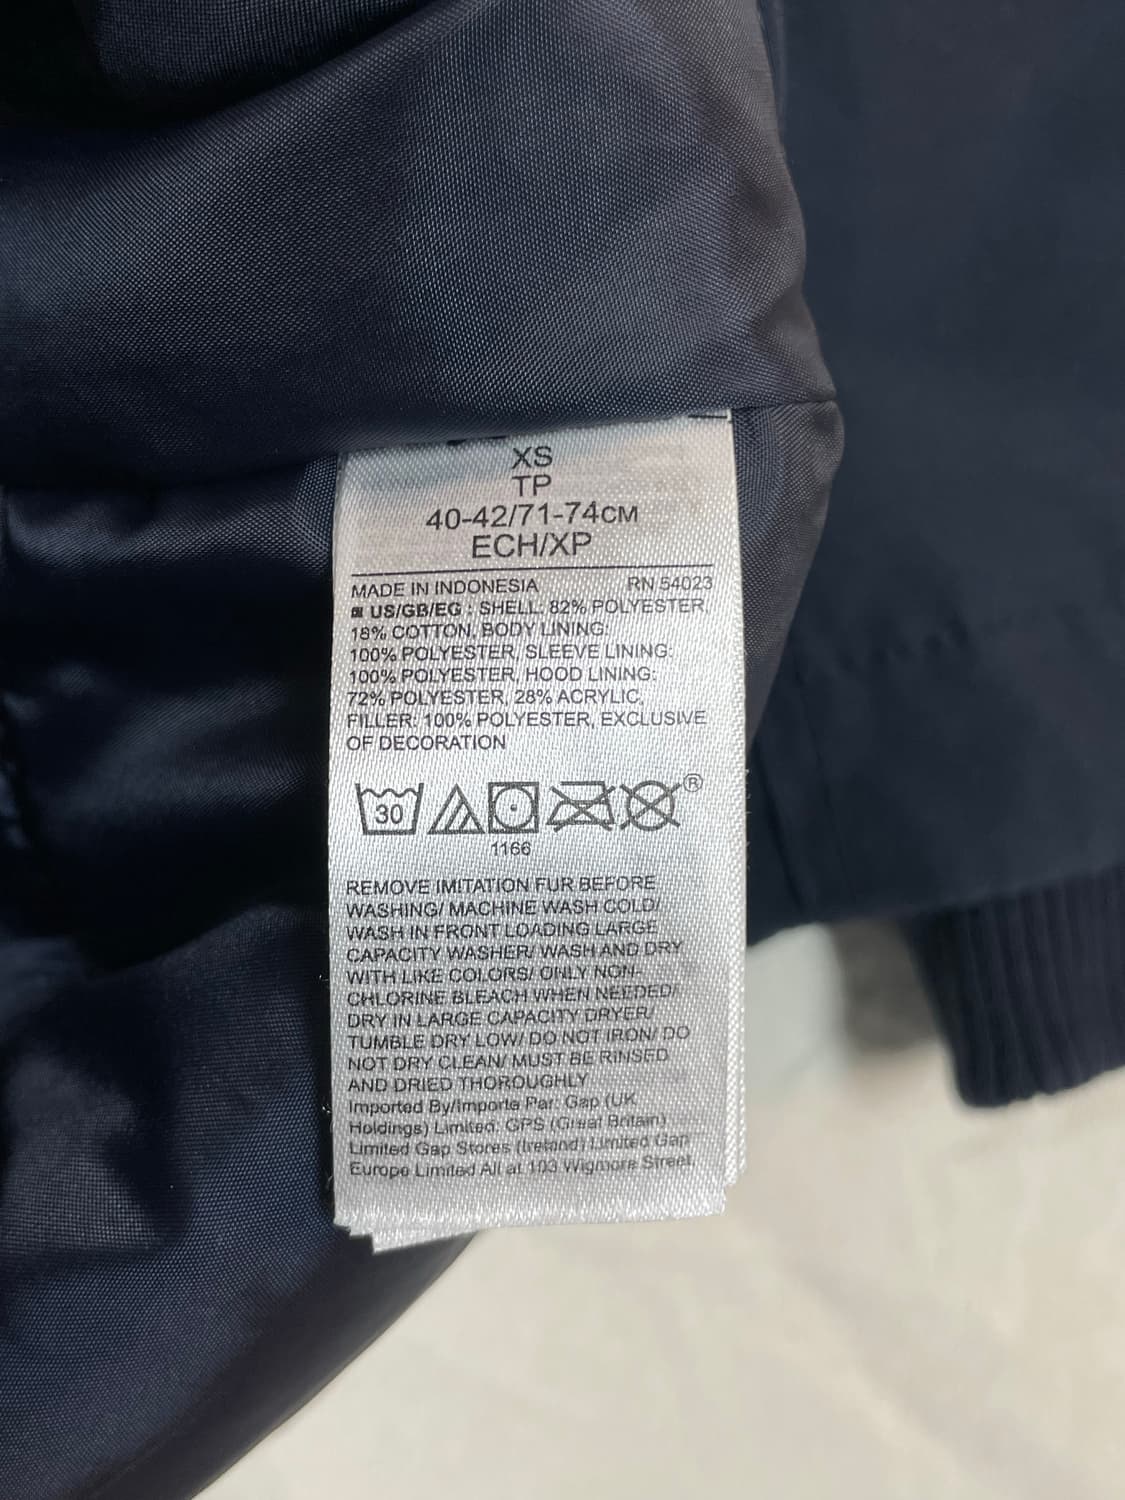 XS
TP
40-42/71-74CM
ECH/XP
MADE IN INDONESIA RN 54023
US/GB/EG : SHELL: 82% POLYESTER,
18% COTTON, BODY LINING:
100% POLYESTER, SLEEVE LINING:
100% POLYESTER, HOOD LINING:
72% POLYESTER, 28% ACRYLIC,
FILLER: 100% POLYESTER, EXCLUSIVE
OF DECORATION
30
®
1166
REMOVE IMITATION FUR BEFORE
WASHING/ MACHINE WASH COLD/
WASH IN FRONT LOADING LARGE
CAPACITY WASHER/ WASH AND DRY
WITH LIKE COLORS/ ONLY NON-
CHLORINE BLEACH WHEN NEEDED/
DRY IN LARGE CAPACITY DRYER/
TUMBLE DRY LOW/ DO NOT IRON/ DO
NOT DRY CLEAN/ MUST BE RINSED
AND DRIED THOROUGHLY
Imported By/Importe Par: Gap (UK
Holdings) Limited, GPS (Great Britain)
Limited Gap Stores (Ireland) Limited Gap
Europe Limited All at 103 Wigmore Street,